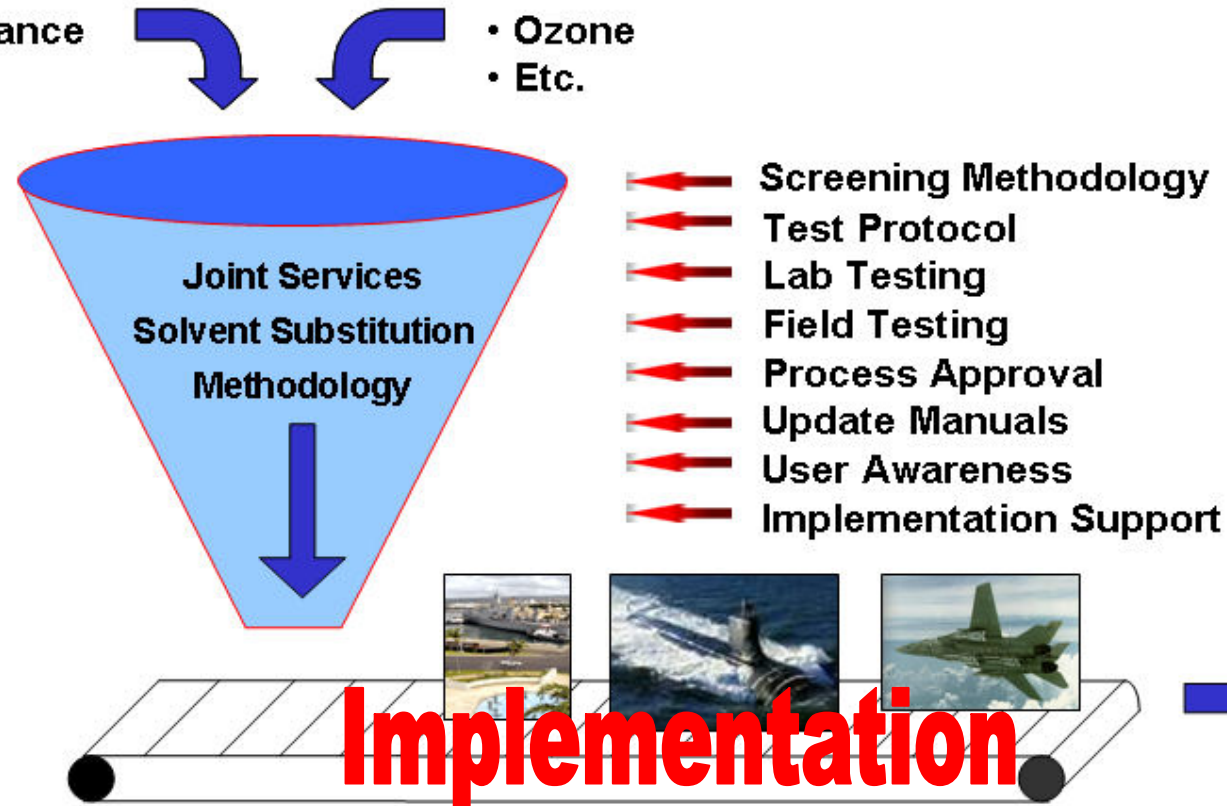 • Ozone
• Etc.
Joint Services
Solvent Substitution
Methodology
Screening Methodology
Test Protocol
Lab Testing
Field Testing
Process Approval
Update Manuals
User Awareness
Implementation Support
Implementation